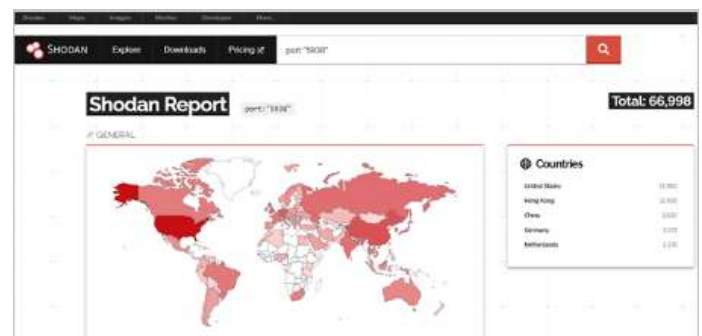 Shodan Maps Images Monitor Developer More...
SHODAN Explore Downloads Pricing port:"5938"
Shodan Report port:"5938" Total: 66,998
// GENERAL
Countries
United States
Hong Kong
China
Germany
Netherlands